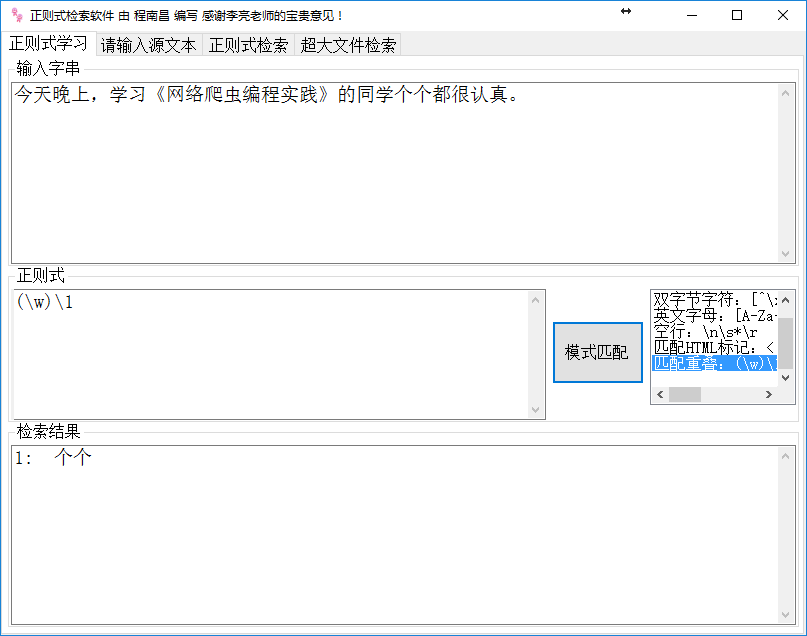 正则式检索软件 由 程南昌 编写 感谢李亮老师的宝贵意见！
正则式学习 请输入源文本 正则式检索 超大文件检索
输入字串
今天晚上，学习《网络爬虫编程实践》的同学个个都很认真。
正则式
(\w)\1
模式匹配
双字节字符：[^\x
英文字母：[A-Za-
空行：\n\s*\r
匹配HTML标记：<
匹配重叠：(\w)\
检索结果
1: 个个